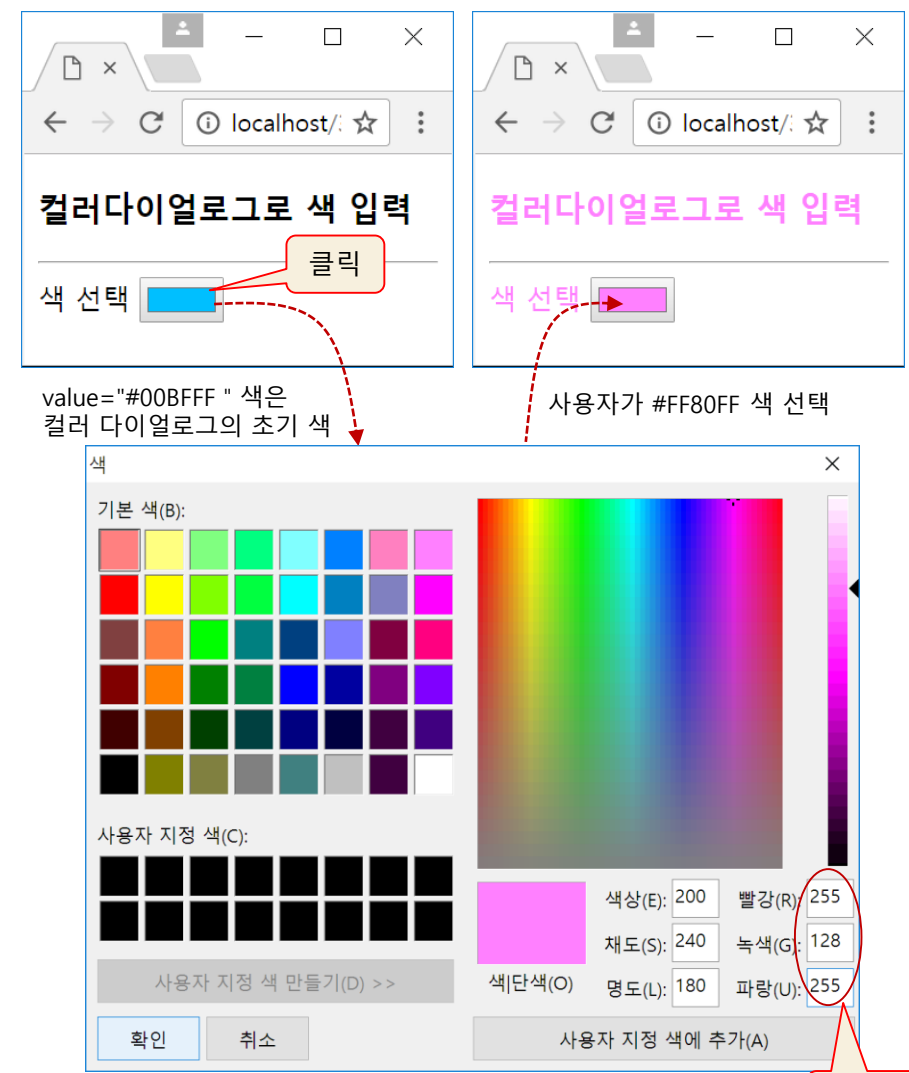 localhost/
localhost/
컬러다이얼로그로 색 입력
컬러다이얼로그로 색 입력
클릭
색 선택
색 선택
value="#00BFFF " 색은
컬러 다이얼로그의 초기 색
사용자가 #FF80FF 색 선택
색
기본 색(B):
사용자 지정 색(C):
색상(E): 200 빨강(R): 255
채도(S): 240 녹색(G): 128
색|단색(O) 명도(L): 180 파랑(U): 255
사용자 지정 색 만들기(D) >>
확인 취소 사용자 지정 색에 추가(A)